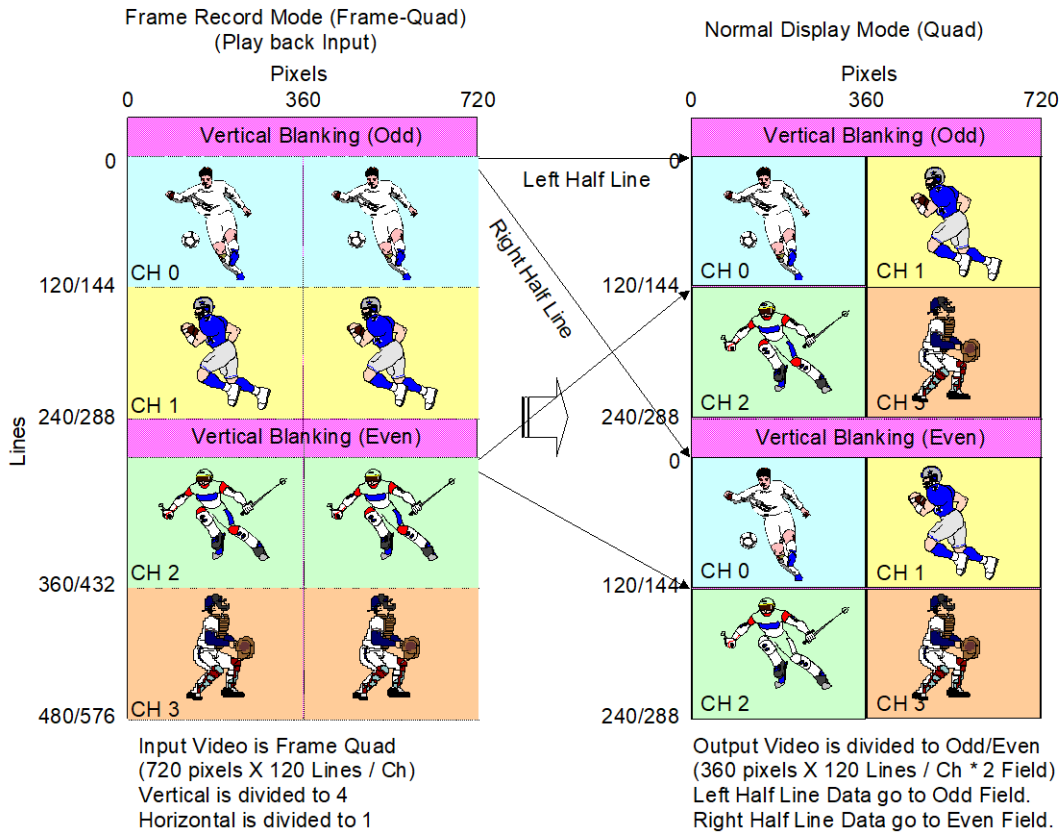 Frame Record Mode (Frame-Quad)
(Play back Input)
Pixels
0 360 720
Vertical Blanking (Odd)
0
CH 0
120/144
CH 1
240/288
Lines
Vertical Blanking (Even)
CH 2
360/432
CH 3
480/576
Input Video is Frame Quad
(720 pixels X 120 Lines / Ch)
Vertical is divided to 4
Horizontal is divided to 1
Left Half Line
Right Half Line
Normal Display Mode (Quad)
Pixels
0 360 720
Vertical Blanking (Odd)
0
CH 0 CH 1
120/144
CH 2 CH 3
240/288
Vertical Blanking (Even)
0
CH 0 CH 1
120/144
CH 2 CH 3
240/288
Output Video is divided to Odd/Even
(360 pixels X 120 Lines / Ch * 2 Field)
Left Half Line Data go to Odd Field.
Right Half Line Data go to Even Field.